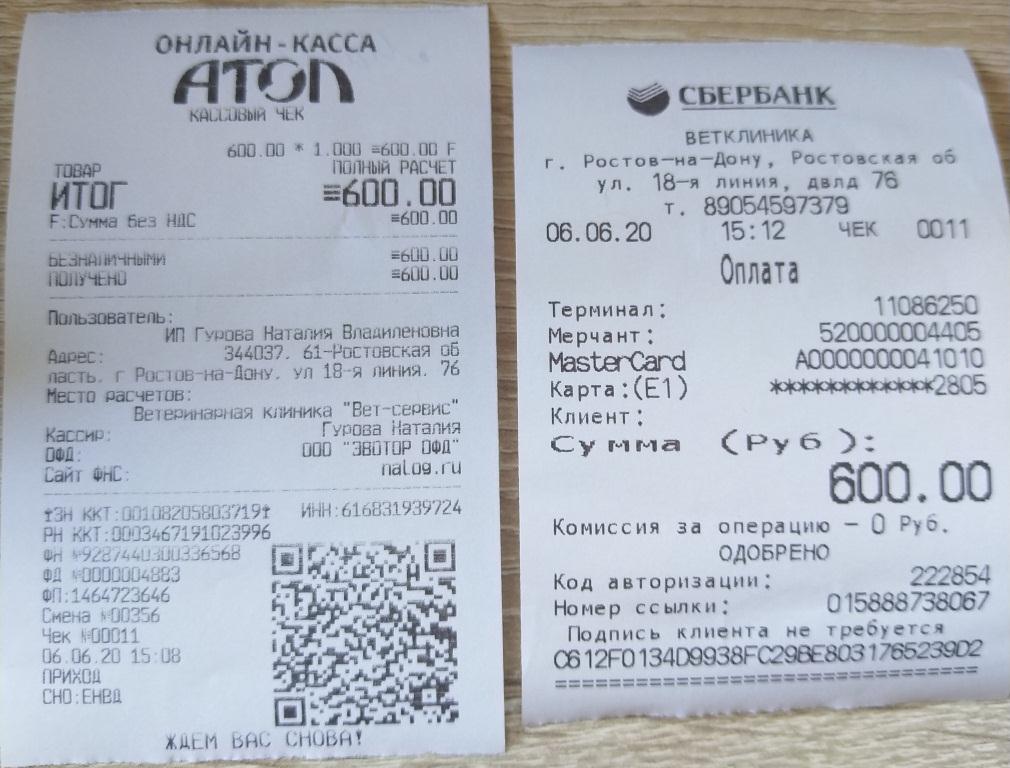 ОНЛАЙН-КАССА
АТОЛ
КАССОВЫЙ ЧЕК
600.00 * 1.000 =600.00 F
ТОВАР ПОЛНЫЙ РАСЧЕТ
ИТОГ =600.00
F:Сумма без НДС =600.00
БЕЗНАЛИЧНЫМИ =600.00
ПОЛУЧЕНО =600.00
Пользователь:
ИП Гурова Наталия Владиленовна
Адрес: 344037. 61-Ростовская об
ласть. г Ростов-на-Дону. ул 18-я линия. 76
Место расчетов:
Ветеринарная клиника "Вет-сервис"
Кассир: Гурова Наталия
ОФД: ООО "ЭВОТОР ОФД"
Сайт ФНС: nalog.ru
ЗН ККТ:00108205803719 ИНН:616831939724
РН ККТ:0003467191023996
ФН №9287440300336568
ФД №0000004883
ФП:1464723646
Смена №00356
Чек №00011
06.06.20 15:08
ПРИХОД
СНО:ЕНВД
ЖДЕМ ВАС СНОВА!
СБЕРБАНК
ВЕТКЛИНИКА
г. Ростов-на-Дону, Ростовская об
ул. 18-я линия, двлд 76
т. 89054597379
06.06.20 15:12 ЧЕК 0011
Оплата
Терминал: 11086250
Мерчант: 520000004405
MasterCard A0000000041010
Карта:(E1) ************2805
Клиент:
Сумма (Руб):
600.00
Комиссия за операцию - 0 Руб.
ОДОБРЕНО
Код авторизации: 222854
Номер ссылки: 015888738067
Подпись клиента не требуется
C612F0134D9938FC29BE8031765239D2
==================================